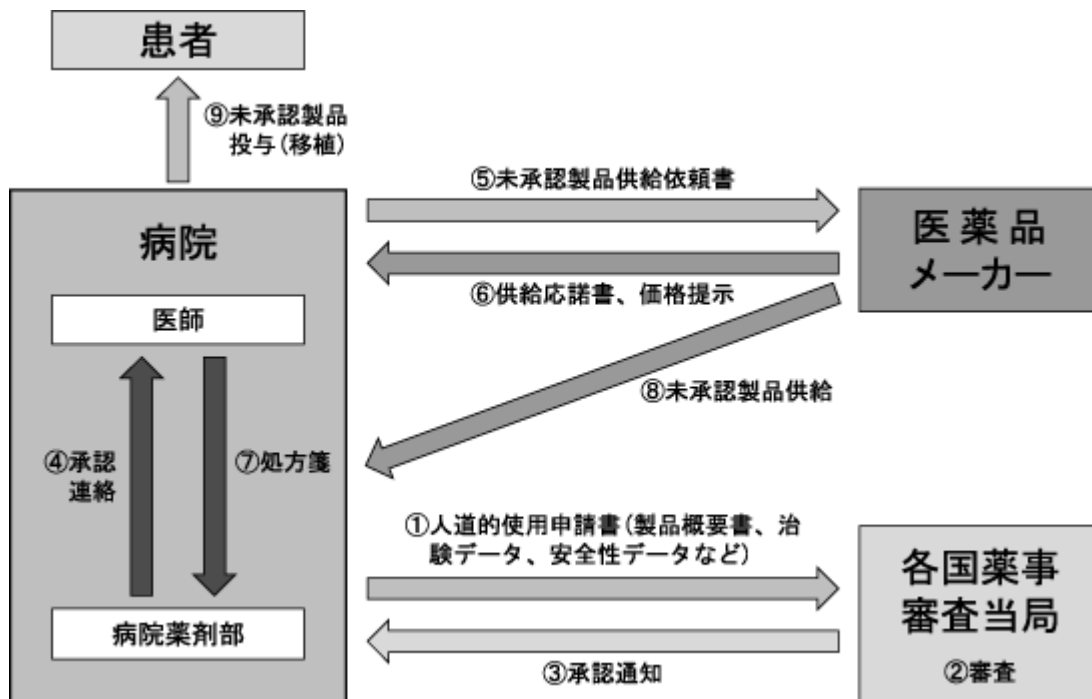 患者
⑨未承認製品
投与(移植)
⑤未承認製品供給依頼書
病院
医薬品
メーカー
⑥供給応諾書、価格提示
医師
⑧未承認製品供給
④承認
連絡
⑦処方箋
①人道的使用申請書(製品概要書、治
験データ、安全性データなど)
各国薬事
審査当局
病院薬剤部
③承認通知
②審査